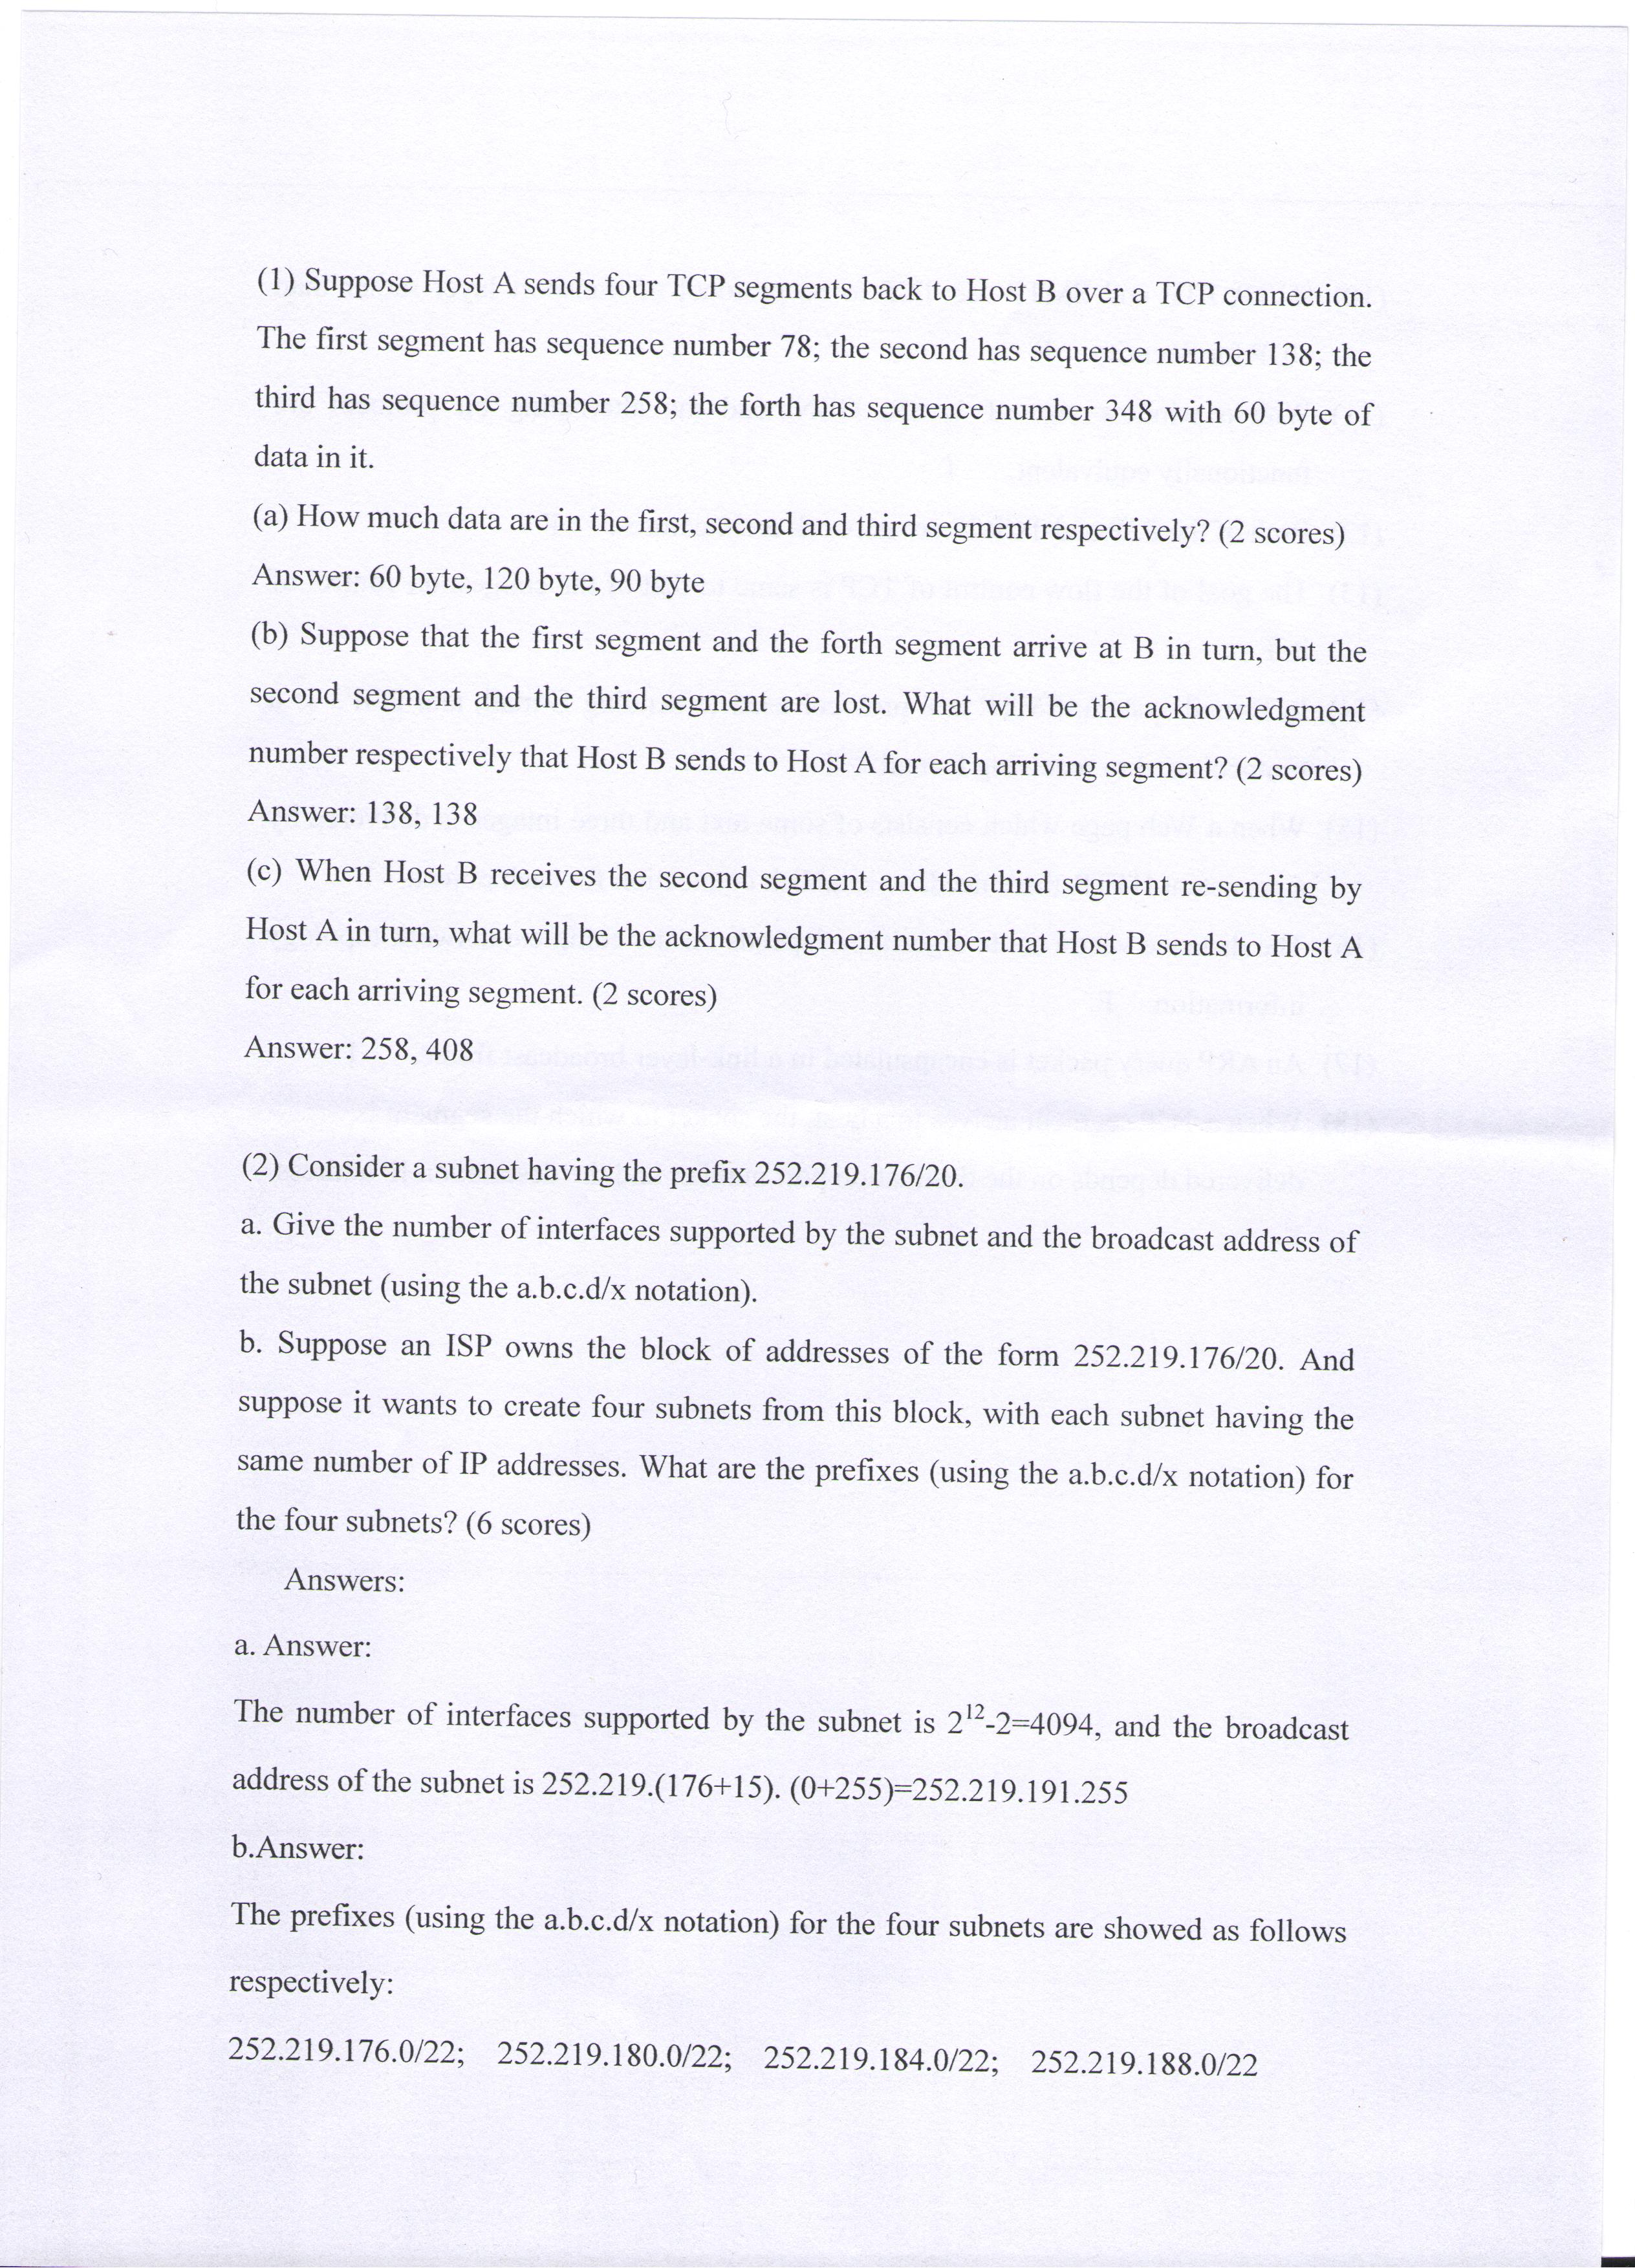 (1) Suppose Host A sends four TCP segments back to Host B over a TCP connection.
The first segment has sequence number 78; the second has sequence number 138; the
third has sequence number 258; the forth has sequence number 348 with 60 byte of
data in it.
(a) How much data are in the first, second and third segment respectively? (2 scores)
Answer: 60 byte, 120 byte, 90 byte
(b) Suppose that the first segment and the forth segment arrive at B in turn, but the
second segment and the third segment are lost. What will be the acknowledgment
number respectively that Host B sends to Host A for each arriving segment? (2 scores)
Answer: 138, 138
(c) When Host B receives the second segment and the third segment re-sending by
Host A in turn, what will be the acknowledgment number that Host B sends to Host A
for each arriving segment. (2 scores)
Answer: 258, 408
(2) Consider a subnet having the prefix 252.219.176/20.
a. Give the number of interfaces supported by the subnet and the broadcast address of
the subnet (using the a.b.c.d/x notation).
b. Suppose an ISP owns the block of addresses of the form 252.219.176/20. And
suppose it wants to create four subnets from this block, with each subnet having the
same number of IP addresses. What are the prefixes (using the a.b.c.d/x notation) for
the four subnets? (6 scores)
Answers:
a. Answer:
The number of interfaces supported by the subnet is 2¹²-2=4094, and the broadcast
address of the subnet is 252.219.(176+15). (0+255)=252.219.191.255
b.Answer:
The prefixes (using the a.b.c.d/x notation) for the four subnets are showed as follows
respectively:
252.219.176.0/22; 252.219.180.0/22; 252.219.184.0/22; 252.219.188.0/22